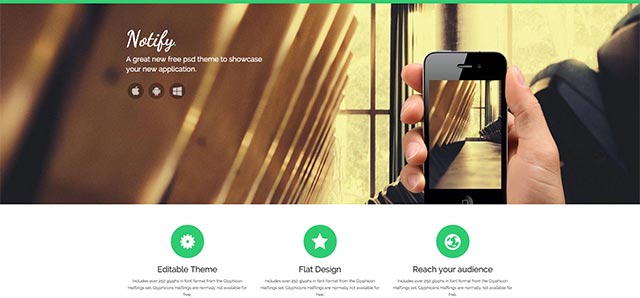 Notify.
A great new free psd theme to showcase
your new application.
Editable Theme
Flat Design
Reach your audience
Includes over 250 glyphs in font format from the Glyphicon
Halflings set. Glyphicons Halflings are normally not available for
free.
Includes over 250 glyphs in font format from the Glyphicon
Halflings set. Glyphicons Halflings are normally not available for
free.
Includes over 250 glyphs in font format from the Glyphicon
Halflings set. Glyphicons Halflings are normally not available for
free.